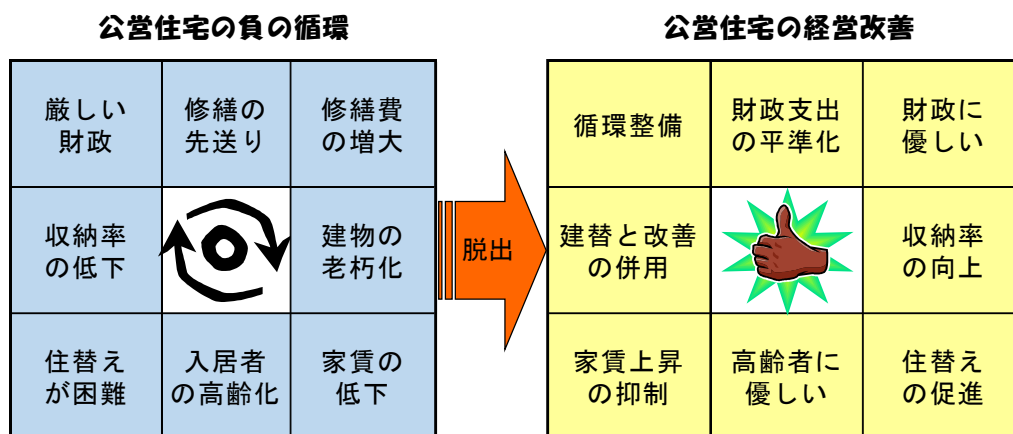 公営住宅の負の循環
厳しい
財政
修繕の
先送り
修繕費
の増大
収納率
の低下
建物の
老朽化
住替え
が困難
入居者
の高齢化
家賃の
低下
脱出
公営住宅の経営改善
循環整備
財政支出
の平準化
財政に
優しい
建替と改善
の併用
収納率
の向上
家賃上昇
の抑制
高齢者に
優しい
住替え
の促進